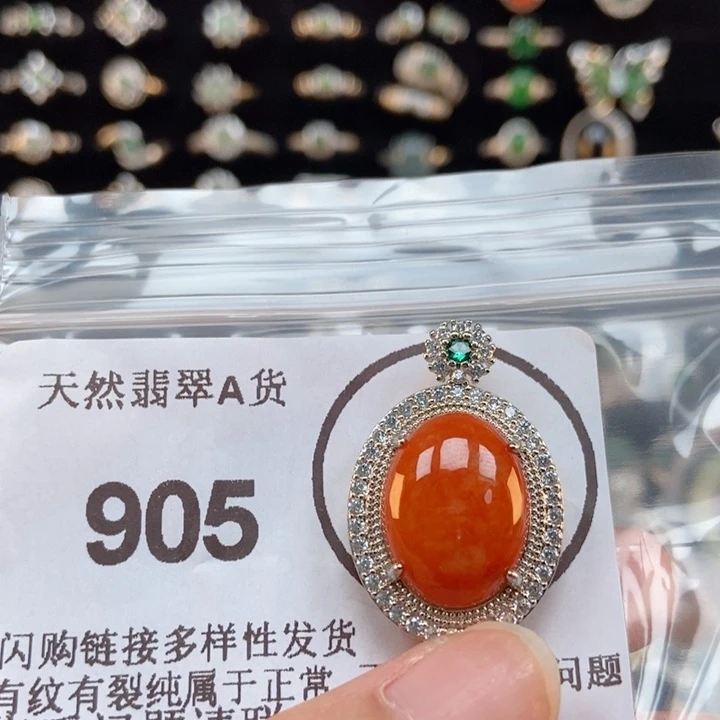 天然翡翠A货
905
闪购链接多样性发货
有纹有裂纯属于正常 问题